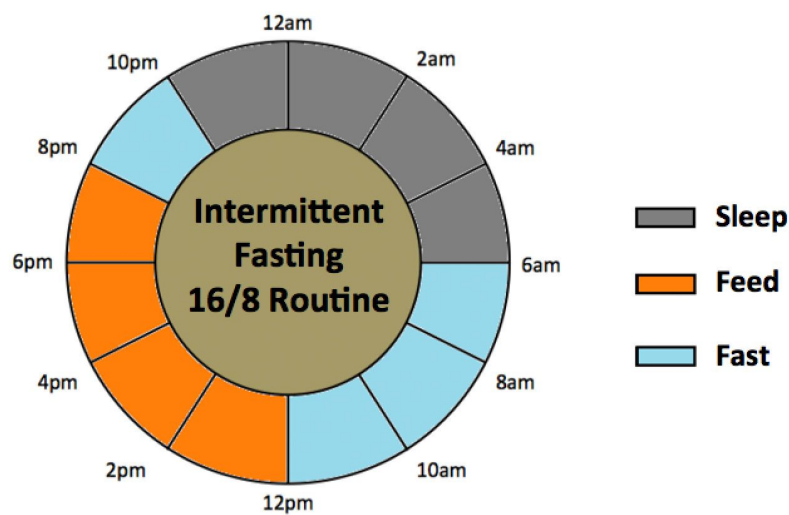 12am
2am
4am
6am
8am
10am
12pm
2pm
4pm
6pm
8pm
10pm
Intermittent
Fasting
16/8 Routine
Sleep
Feed
Fast